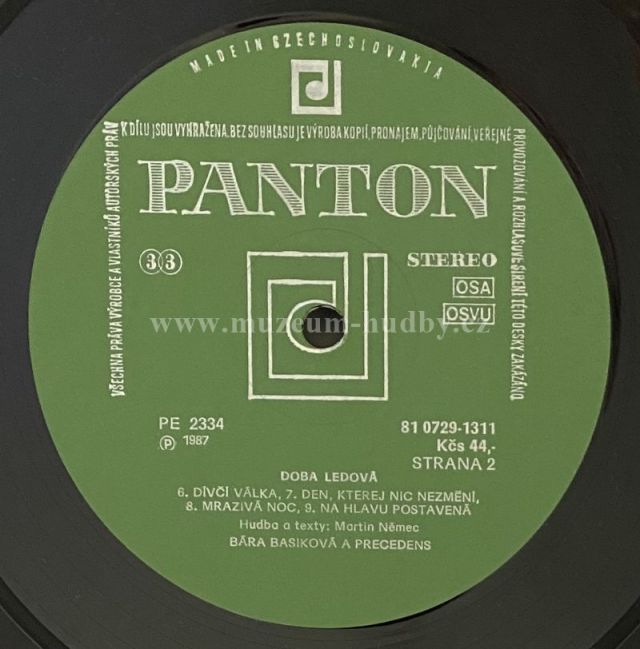 MADE IN CZECHOSLOVAKIA
VŠECHNA PRÁVA VÝROBCE A VLASTNÍKŮ AUTORSKÝCH PRÁV
K DÍLU JSOU VYHRAŽENA. BEZ SOUHLASU JE VÝROBA KOPIÍ, PRONAJEM, PŮJČOVÁNÍ, VEŘEJNÉ
PROVOZOVÁNÍ A ROZHLASOVÉ ŠÍŘENÍ TÉTO DESKY ZAKÁZÁNO.
PANTON
33
STEREO
OSA
OSVU
www.muzeum-hudby.cz
PE 2334
Ⓟ 1987
81 0729-1311
Kčs 44,-
STRANA 2
DOBA LEDOVÁ
6. DÍVČÍ VÁLKA, 7. DEN, KTEREJ NIC NEZMĚNÍ,
8. MRAZIVÁ NOC, 9. NA HLAVU POSTAVENÁ
Hudba a texty: Martin Němec
BÁRA BASIKOVÁ A PRECEDENS